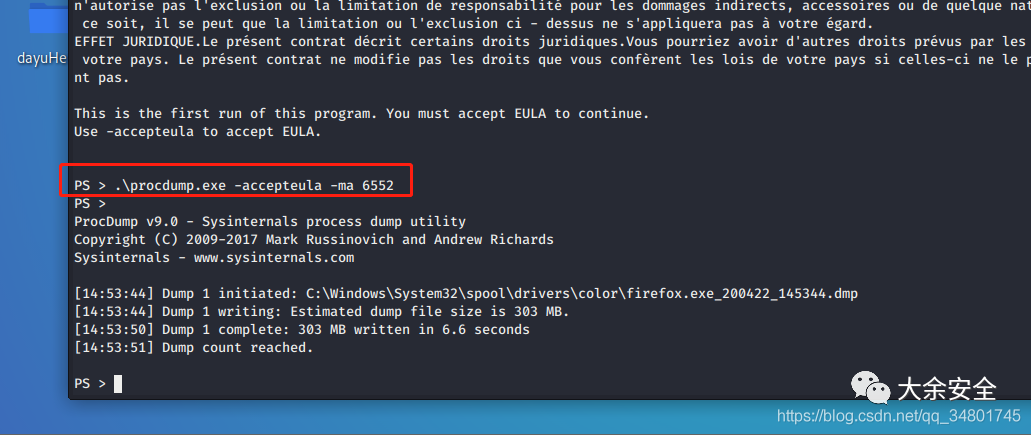 n'autorise pas l'exclusion ou la limitation de responsabilité pour les dommages indirects, accessoires ou de quelque nat
ce soit, il se peut que la limitation ou l'exclusion ci - dessus ne s'appliquera pas à votre égard.
EFFET JURIDIQUE.Le présent contrat décrit certains droits juridiques.Vous pourriez avoir d'autres droits prévus par les
votre pays. Le présent contrat ne modifie pas les droits que vous confèrent les lois de votre pays si celles-ci ne le p
nt pas.
This is the first run of this program. You must accept EULA to continue.
Use -accepteula to accept EULA.
PS > .\procdump.exe -accepteula -ma 6552
PS >
ProcDump v9.0 - Sysinternals process dump utility
Copyright (C) 2009-2017 Mark Russinovich and Andrew Richards
Sysinternals - www.sysinternals.com
[14:53:44] Dump 1 initiated: C:\Windows\System32\spool\drivers\color\firefox.exe_200422_145344.dmp
[14:53:44] Dump 1 writing: Estimated dump file size is 303 MB.
[14:53:50] Dump 1 complete: 303 MB written in 6.6 seconds
[14:53:51] Dump count reached.
PS >
dayuHe
大余安全
https://blog.csdn.net/qq_34801745